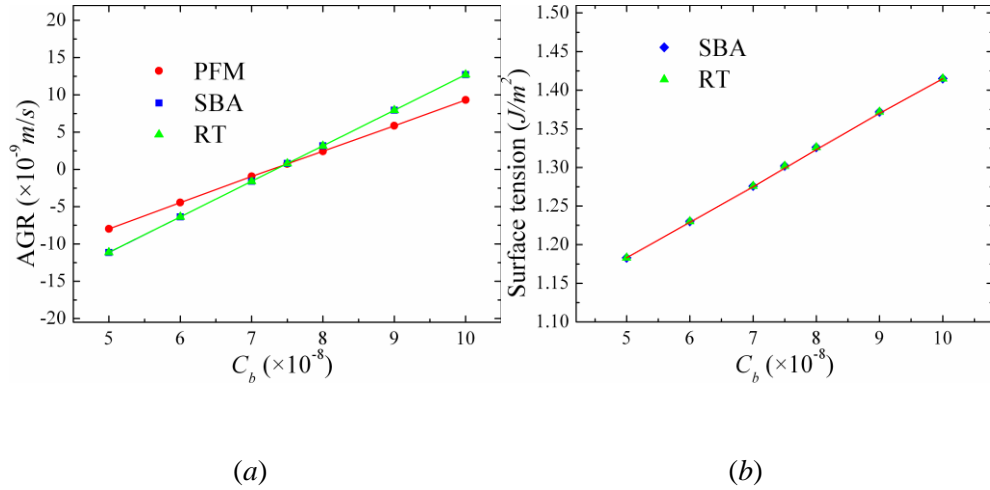 20
15
10
5
0
-5
-10
-15
-20
AGR (×10⁻⁹m/s)
PFM
SBA
RT
5 6 7 8 9 10
C_b (×10⁻⁸)
1.50
1.45
1.40
1.35
1.30
1.25
1.20
1.15
1.10
Surface tension (J/m²)
SBA
RT
5 6 7 8 9 10
C_b (×10⁻⁸)
(a) (b)